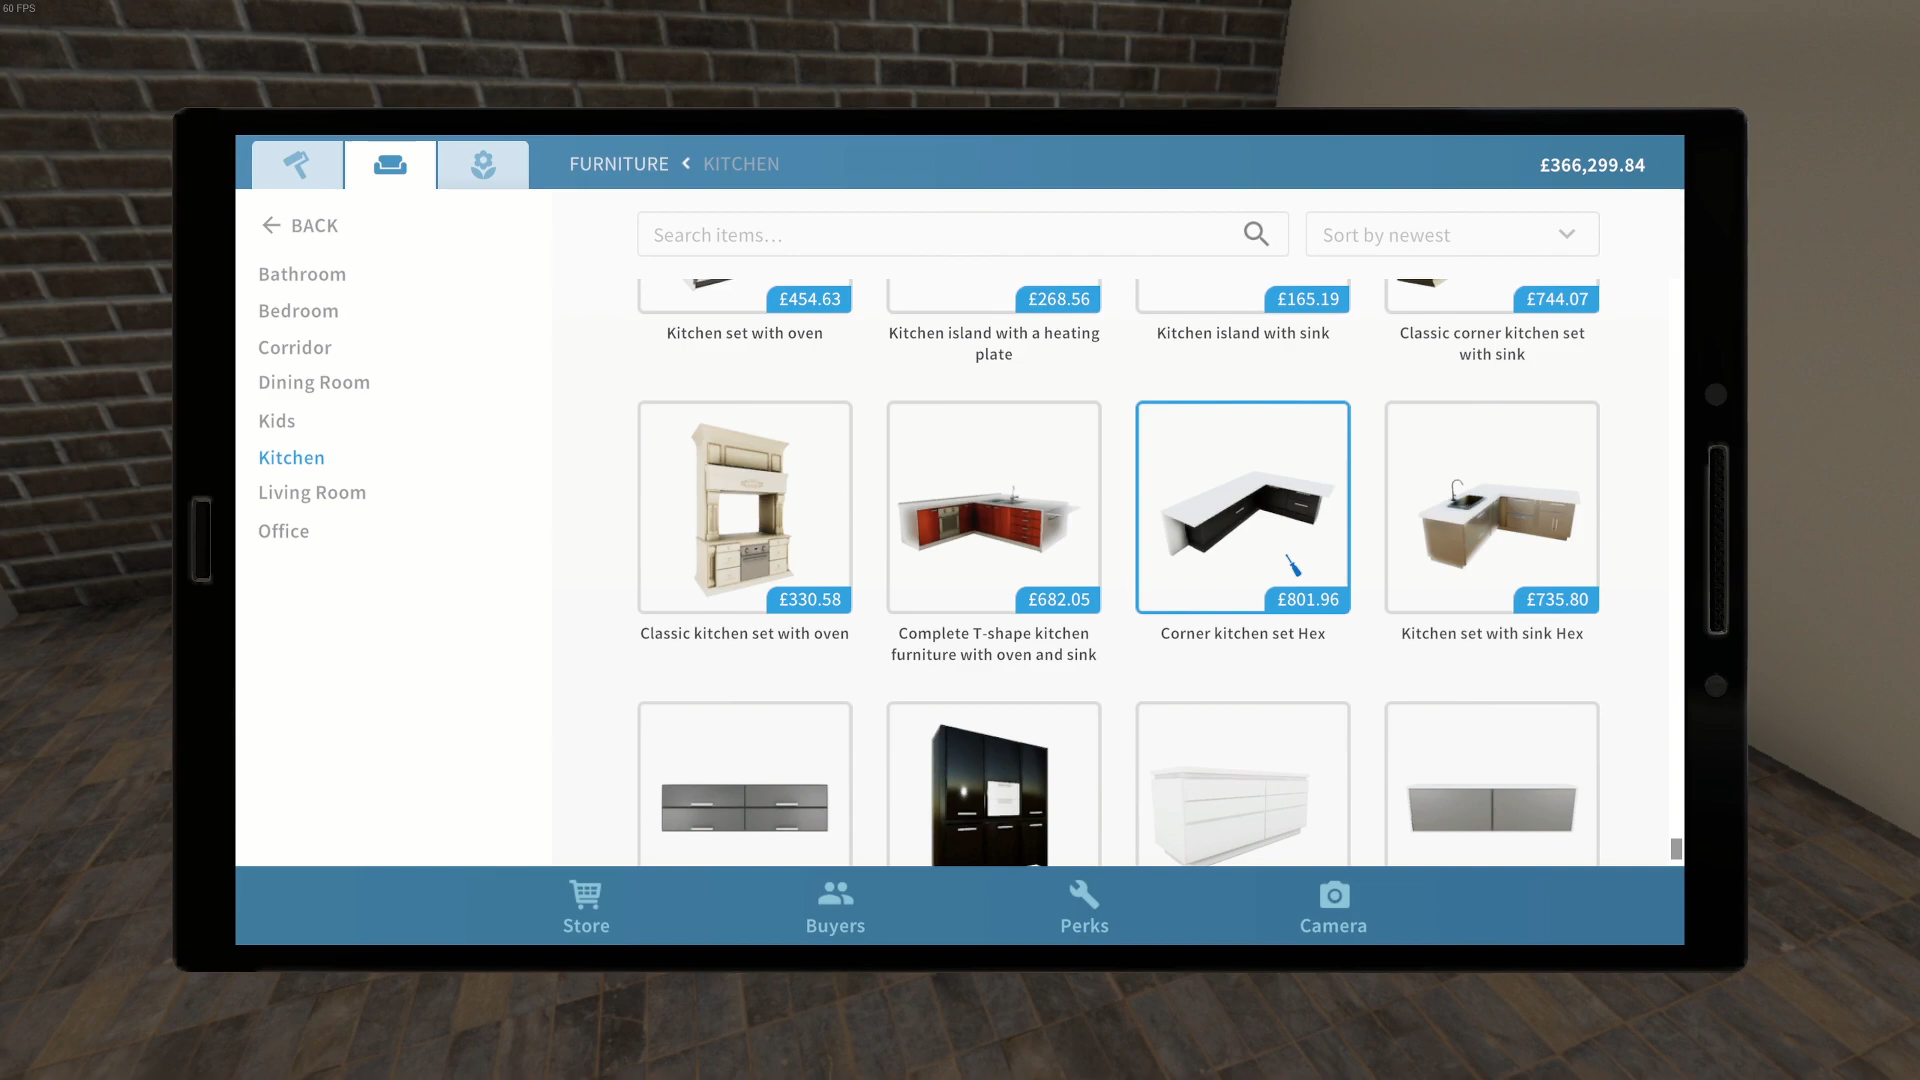 60 FPS
FURNITURE < KITCHEN
£366,299.84
BACK
Search items...
Sort by newest
Bathroom
Bedroom
Corridor
Dining Room
Kids
Kitchen
Living Room
Office
£454.63
£268.56
£165.19
£744.07
Kitchen set with oven
Kitchen island with a heating
plate
Kitchen island with sink
Classic corner kitchen set
with sink
£330.58
£682.05
£801.96
£735.80
Classic kitchen set with oven
Complete T-shape kitchen
furniture with oven and sink
Corner kitchen set Hex
Kitchen set with sink Hex
Store
Buyers
Perks
Camera